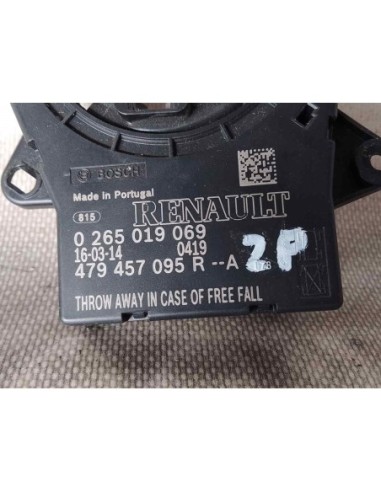 BOSCH
Made in Portugal
815 RENAULT
0 265 019 069
16-03-14 0419
479 457 095 R --A 2P
THROW AWAY IN CASE OF FREE FALL